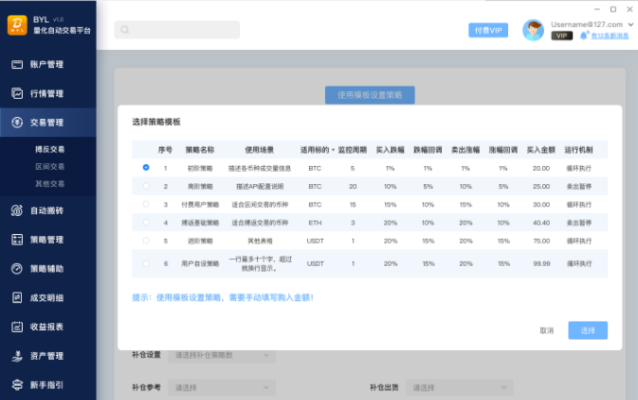 BYL V1.0
量化自动交易平台
BYL
账户管理
行情管理
交易管理
搏反交易
区间交易
其他交易
自动搬砖
策略管理
策略辅助
成交明细
收益报表
资产管理
新手指引
付费VIP
Username@127.com
VIP
使用模板设置策略
选择策略模板
序号 策略名称 使用场景 适用标的 监控周期 买入跌幅 跌幅回调 卖出涨幅 涨幅回调 买入金额 运行机制
1 初阶策略 描述各币种成交量信息 BTC 5 1% 1% 1% 1% 20.00 循环执行
2 高阶策略 描述API配置说明 BTC 20 10% 5% 10% 5% 25.00 卖出暂停
3 付费用户策略 适合区间交易的币种 BTC 15 15% 10% 15% 10% 30.00 循环执行
4 搏返基础策略 适合搏返交易的币种 ETH 3 20% 10% 20% 10% 40.40 卖出暂停
5 进阶策略 其他表格 USDT 1 20% 15% 20% 15% 75.00 循环执行
6 用户自设策略 一行最多十个字，超过就换行显示。 USDT 1 20% 15% 20% 15% 99.99 循环执行
提示：使用模板设置策略，需要手动填写购入金额！
取消 选择
补仓设置 请选择补仓策略数
补仓参考 请选择 补仓出货 请选择